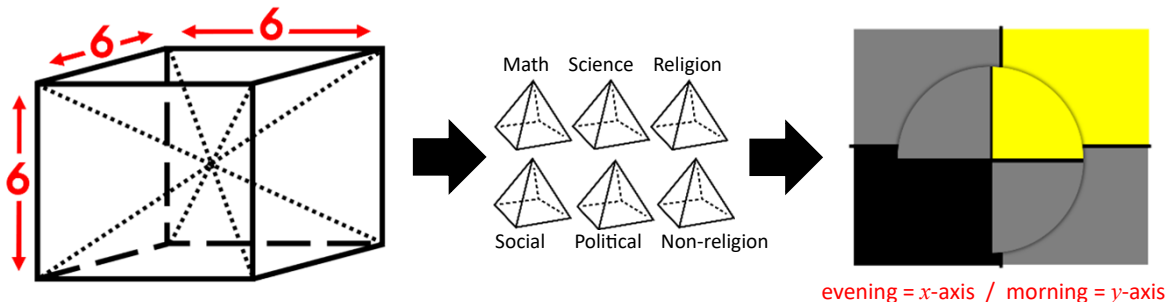 6
6
6
Math Science Religion
Social Political Non-religion
evening = x-axis / morning = y-axis